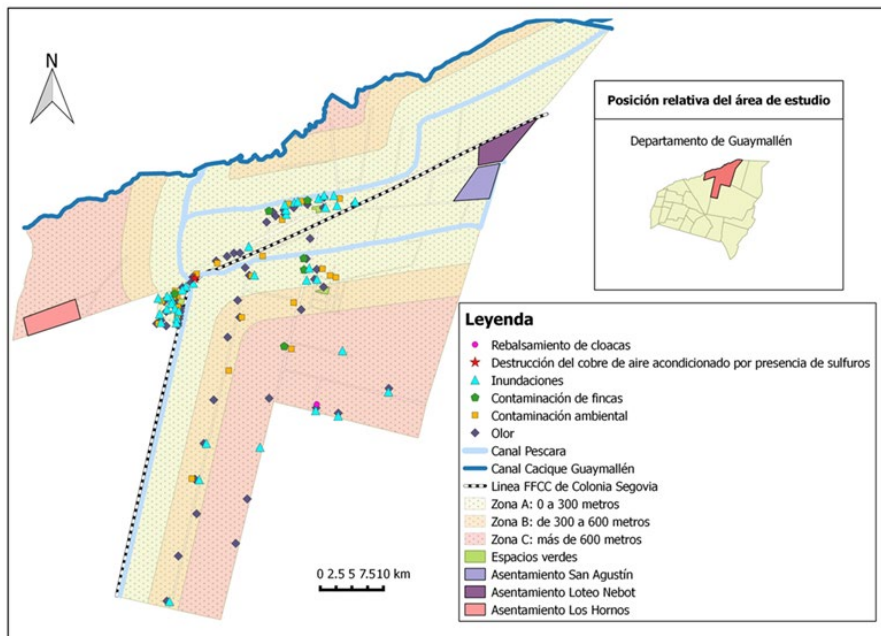 N
Posición relativa del área de estudio
Departamento de Guaymallén
Leyenda
Rebalsamiento de cloacas
Destrucción del cobre de aire acondicionado por presencia de sulfuros
Inundaciones
Contaminación de fincas
Contaminación ambiental
Olor
Canal Pescara
Canal Cacique Guaymallén
Linea FFCC de Colonia Segovia
Zona A: 0 a 300 metros
Zona B: de 300 a 600 metros
Zona C: más de 600 metros
Espacios verdes
Asentamiento San Agustín
Asentamiento Loteo Nebot
Asentamiento Los Hornos
0 2.5 5 7.510 km